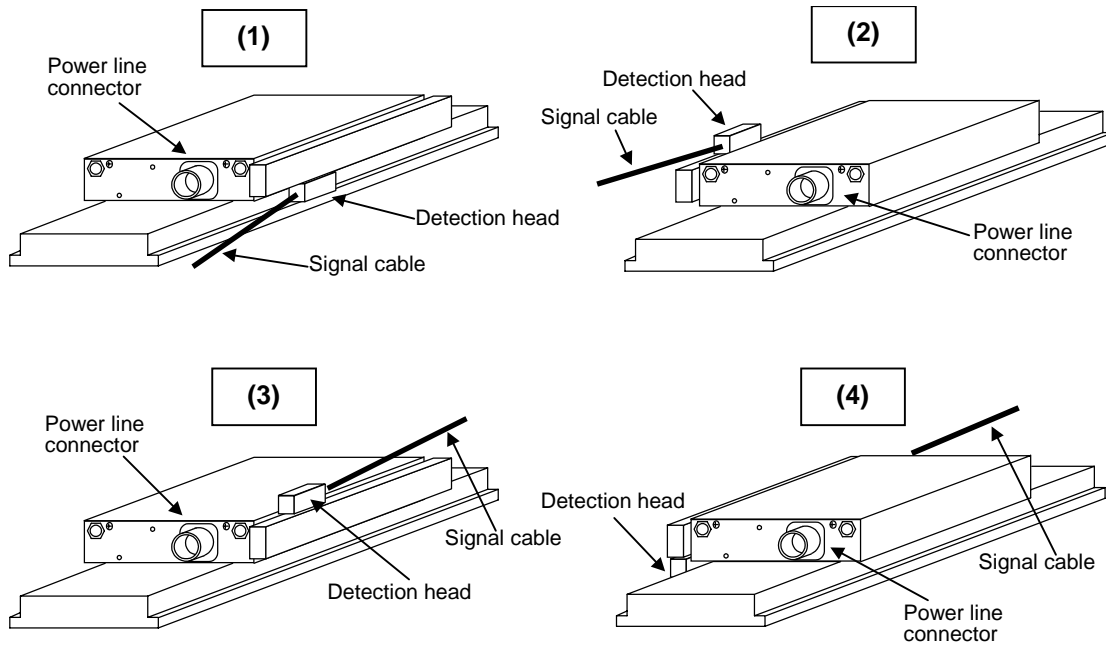 (1)
Power line
connector
Detection head
Signal cable
(2)
Detection head
Signal cable
Power line
connector
(3)
Power line
connector
Signal cable
Detection head
(4)
Detection head
Signal cable
Power line
connector